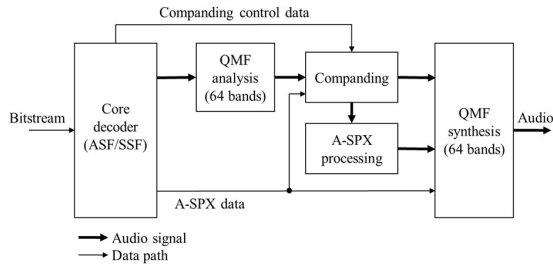 Companding control data
QMF
analysis
(64 bands)
Companding
Bitstream
Core
decoder
(ASF/SSF)
A-SPX
processing
QMF
synthesis
(64 bands)
Audio
A-SPX data
Audio signal
Data path